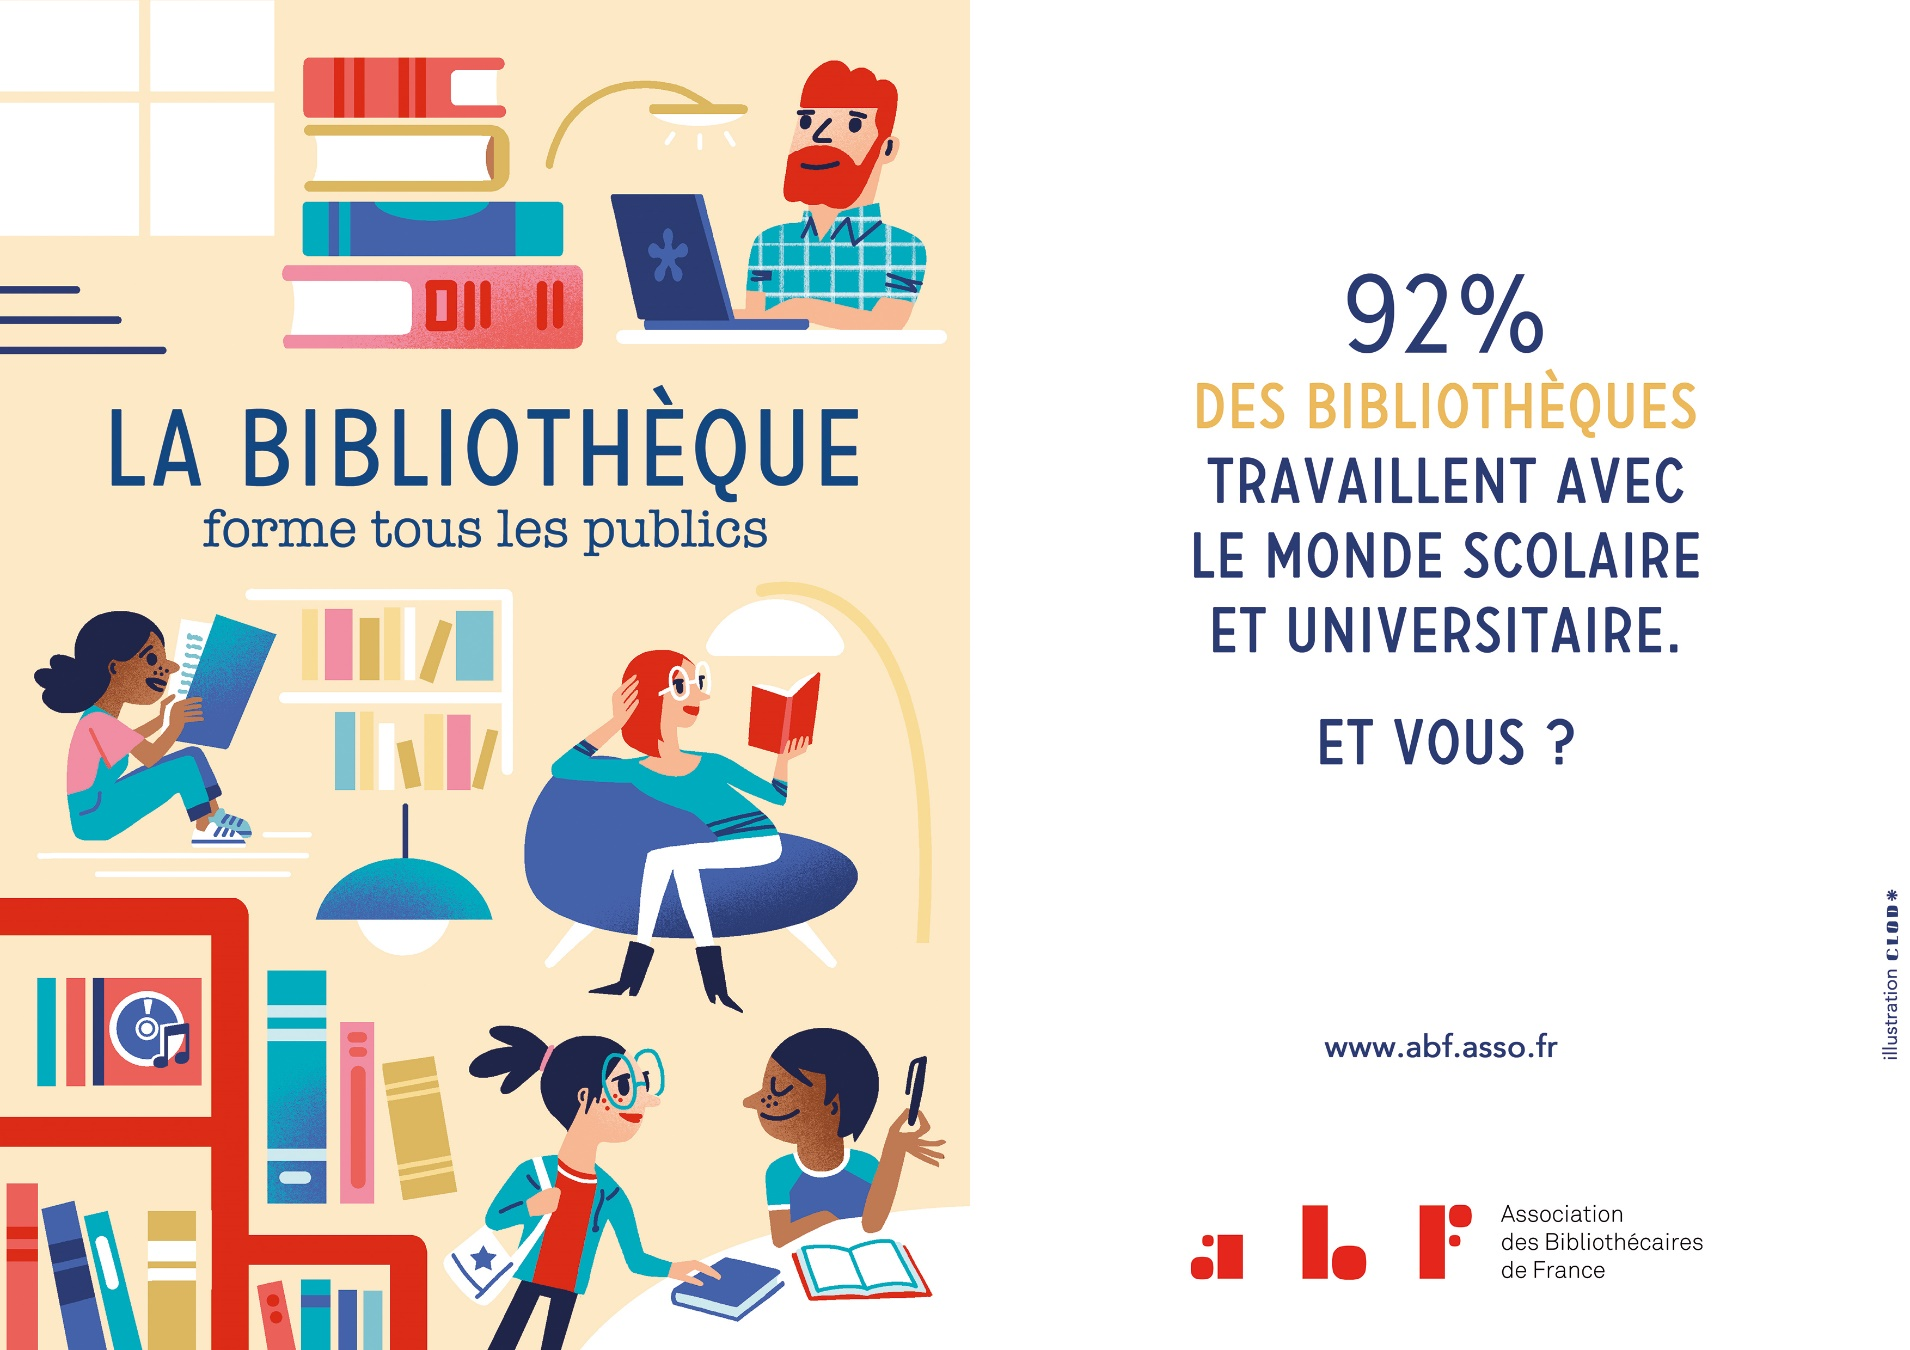 LA BIBLIOTHÈQUE
forme tous les publics
92%
DES BIBLIOTHÈQUES
TRAVAILLENT AVEC
LE MONDE SCOLAIRE
ET UNIVERSITAIRE.
ET VOUS ?
illustration CLOD*
www.abf.asso.fr
abf
Association
des Bibliothécaires
de France